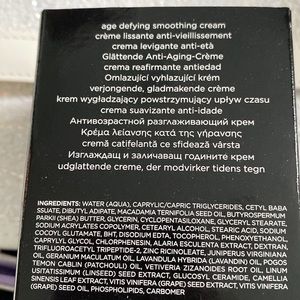 age defying smoothing cream
crème lissante anti-vieillissement
crema levigante anti-età
Glättende Anti-Aging-Crème
crema reafirmante antiedad
Omlazující vyhlazující krém
verjongende, gladmakende crème
krem wygładzający powstrzymujący upływ czasu
crema suavizante anti-idade
Антивозрастной разглаживающий крем
Κρέμα λείανσης κατά της γήρανσης
cremă catifelantă ce sfidează vârsta
Изглаждащ и заличаващ годините крем
udglattende creme, der modvirker tidens tegn
INGREDIENTS: WATER (AQUA), CAPRYLIC/CAPRIC TRIGLYCERIDES, CETYL BABA
SSUATE, DIBUTYL ADIPATE, MACADAMIA TERNIFOLIA SEED OIL, BUTYROSPERMUM
PARKII (SHEA) BUTTER, GLYCERIN, CYCLOPENTASILOXANE, GLYCERYL STEARATE,
SODIUM POLYACRYLATE, CETEARYL ALCOHOL, STEARIC ACID, SODIUM
COCOYL GLUTAMATE, BHT, DISODIUM EDTA, TOCOPHEROL, PHENOXYETHANOL,
CAPRYLYL GLYCOL, CHLORPHENESIN, ALARIA ESCULENTA EXTRACT, DEXTRAN,
TRIFLUOROACETYL TRIPEPTIDE-2, ZINC RICINOLEATE, JUNIPERUS VIRGINIANA
OIL, GERANIUM MACULATUM OIL, LAVANDULA HYBRIDA (LAVANDIN) OIL, POGOS
TEMON CABLIN (PATCHOULI) OIL, VETIVERIA ZIZANOIDES ROOT OIL, LINUM
USITATISSIMUM (LINSEED) SEED EXTRACT, GLUCOSYL CERAMIDE, CAMELLIA
SINENSIS LEAF EXTRACT, VITIS VINIFERA (GRAPE) SEED EXTRACT, VITIS VINIFERA
(GRAPE) SEED OIL, PHOSPHOLIPIDS, CARBOMER